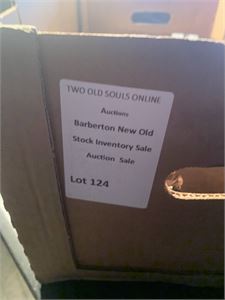 TWO OLD SOULS ONLINE
Auctions
Barberton New Old
Stock Inventory Sale
Auction Sale
Lot 124